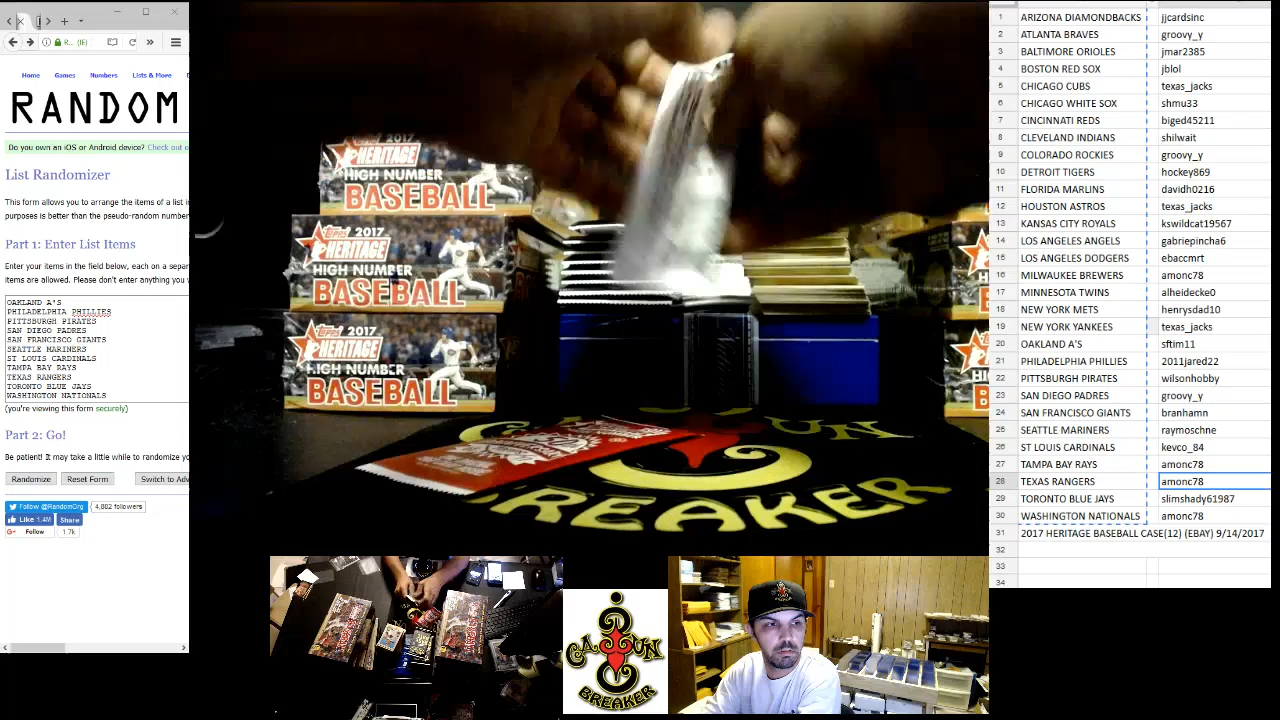 R... (IE)
Home Games Numbers Lists & More
RANDOM
Do you own an iOS or Android device? Check out o
List Randomizer
This form allows you to arrange the items of a list i
purposes is better than the pseudo-random number
Part 1: Enter List Items
Enter your items in the field below, each on a separ
items are allowed. Please don't enter anything you
OAKLAND A'S
PHILADELPHIA PHILLIES
PITTSBURGH PIRATES
SAN DIEGO PADRES
SAN FRANCISCO GIANTS
SEATTLE MARINERS
ST LOUIS CARDINALS
TAMPA BAY RAYS
TEXAS RANGERS
TORONTO BLUE JAYS
WASHINGTON NATIONALS
(you're viewing this form securely)
Part 2: Go!
Be patient! It may take a little while to randomize yo
Randomize Reset Form Switch to Adv
Follow @RandomOrg 4,882 followers
Like 1.4M Share
Follow 1.7k
2017
HERITAGE
HIGH NUMBER
BASEBALL
TOPPS 2017
HERITAGE
HIGH NUMBER
BASEBALL
TOPPS 2017
HERITAGE
HIGH NUMBER
BASEBALL
UN
REAKER
CAJUN
BREAKER
1 ARIZONA DIAMONDBACKS jjcardsinc
2 ATLANTA BRAVES groovy_y
3 BALTIMORE ORIOLES jmar2385
4 BOSTON RED SOX jblol
5 CHICAGO CUBS texas_jacks
6 CHICAGO WHITE SOX shmu33
7 CINCINNATI REDS biged45211
8 CLEVELAND INDIANS shilwait
9 COLORADO ROCKIES groovy_y
10 DETROIT TIGERS hockey869
11 FLORIDA MARLINS davidh0216
12 HOUSTON ASTROS texas_jacks
13 KANSAS CITY ROYALS kswildcat19567
14 LOS ANGELES ANGELS gabriepincha6
15 LOS ANGELES DODGERS ebaccmrt
16 MILWAUKEE BREWERS amonc78
17 MINNESOTA TWINS alheidecke0
18 NEW YORK METS henrysdad10
19 NEW YORK YANKEES texas_jacks
20 OAKLAND A'S sftim11
21 PHILADELPHIA PHILLIES 2011jared22
22 PITTSBURGH PIRATES wilsonhobby
23 SAN DIEGO PADRES groovy_y
24 SAN FRANCISCO GIANTS branhamn
25 SEATTLE MARINERS raymoschne
26 ST LOUIS CARDINALS kevco_84
27 TAMPA BAY RAYS amonc78
28 TEXAS RANGERS amonc78
29 TORONTO BLUE JAYS slimshady61987
30 WASHINGTON NATIONALS amonc78
31 2017 HERITAGE BASEBALL CASE(12) (EBAY) 9/14/2017
32
33
34